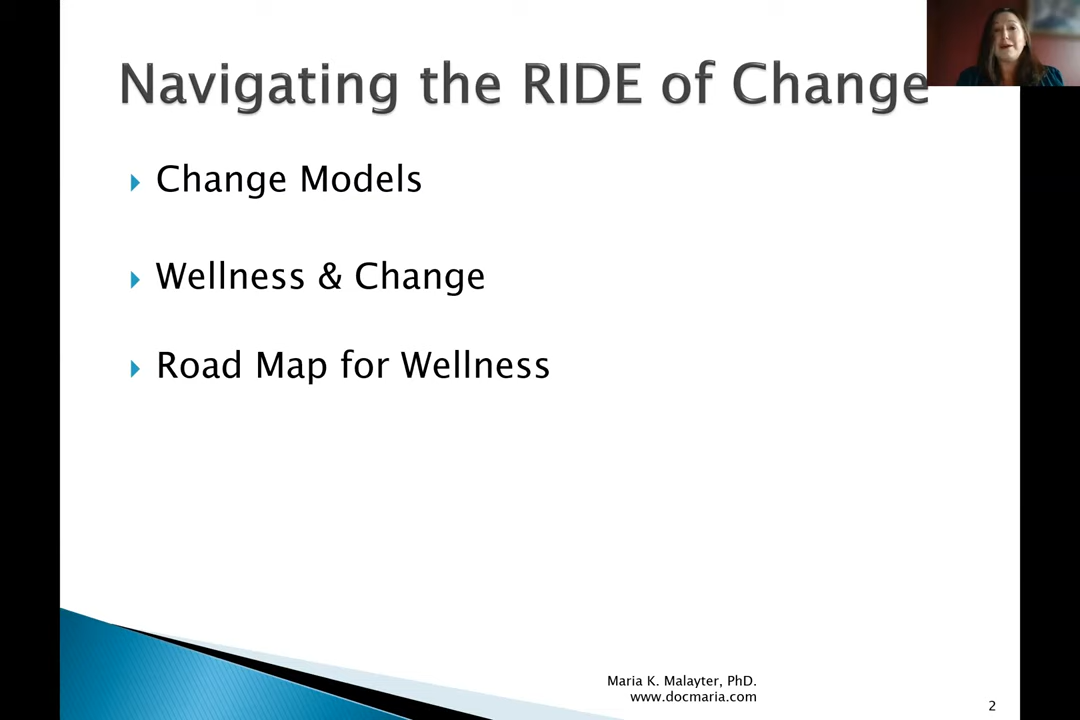 Navigating the RIDE of Change
Change Models
Wellness & Change
Road Map for Wellness
Maria K. Malayter, PhD.
www.docmaria.com
2